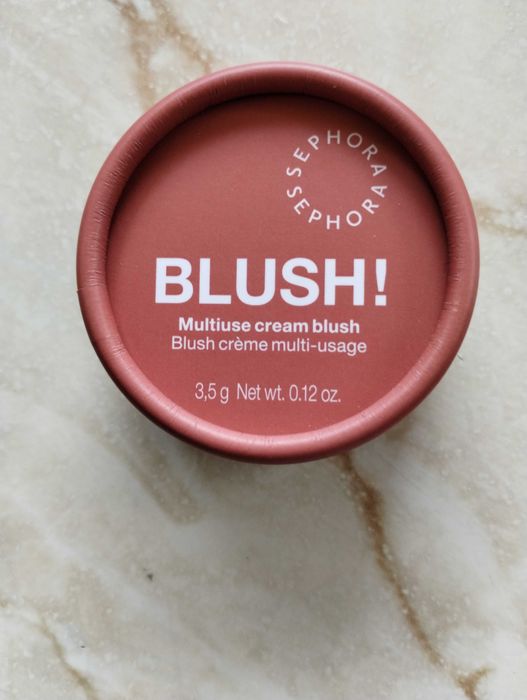 SEPHORA SEPHORA
BLUSH!
Multiuse cream blush
Blush crème multi-usage
3,5 g Net wt. 0.12 oz.